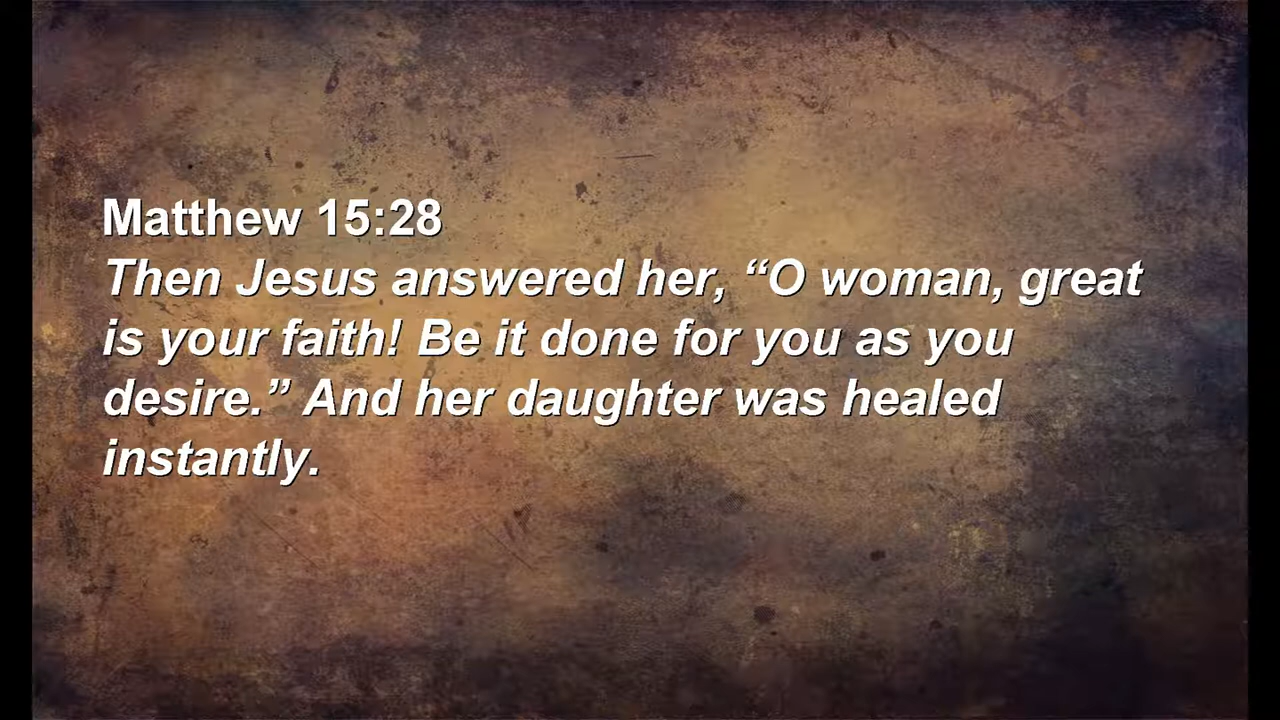 Matthew 15:28
Then Jesus answered her, “O woman, great
is your faith! Be it done for you as you
desire.” And her daughter was healed
instantly.